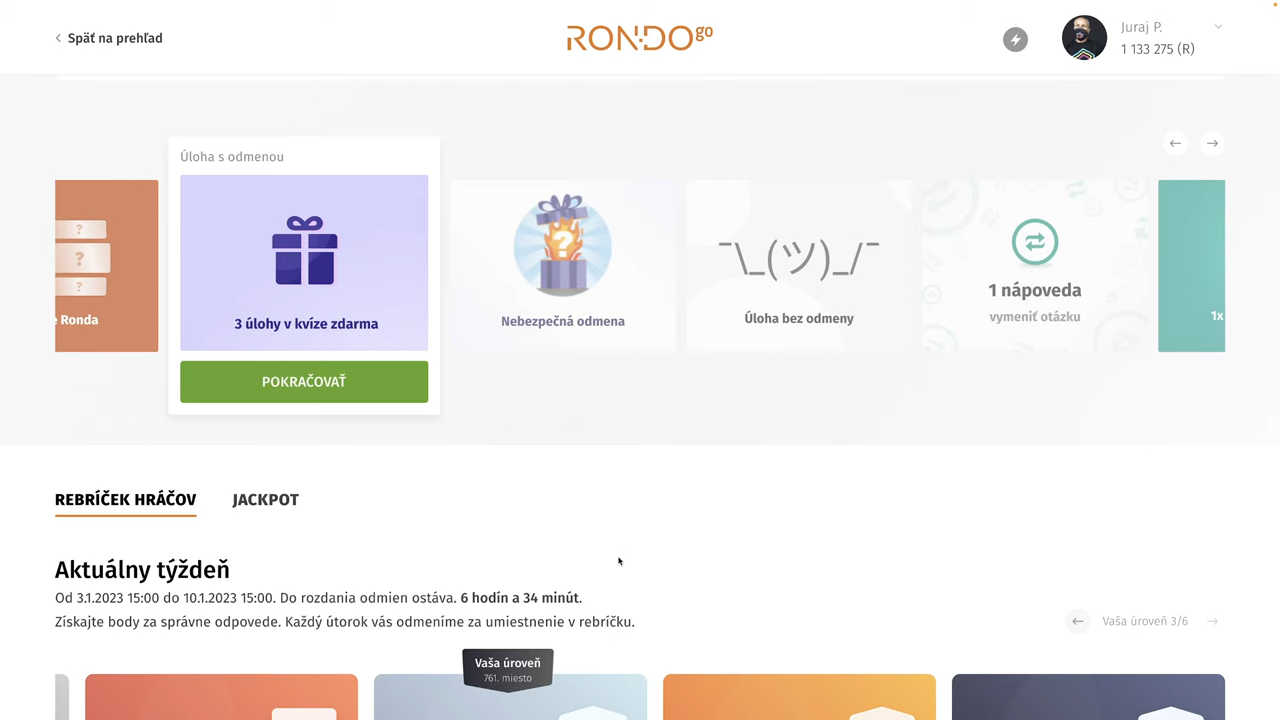 Späť na prehľad
RONDO go
Juraj P.
1 133 275 (R)
Úloha s odmenou
?
?
?
e Ronda
3 úlohy v kvíze zdarma
POKRAČOVAŤ
?
Nebezpečná odmena
¯\_(ツ)_/¯
Úloha bez odmeny
1 nápoveda
vymeniť otázku
1x
REBRÍČEK HRÁČOV
JACKPOT
Aktuálny týždeň
Od 3.1.2023 15:00 do 10.1.2023 15:00. Do rozdania odmien ostáva. 6 hodín a 34 minút.
Získajte body za správne odpovede. Každý útorok vás odmeníme za umiestnenie v rebríčku.
Vaša úroveň 3/6
Vaša úroveň
761. miesto